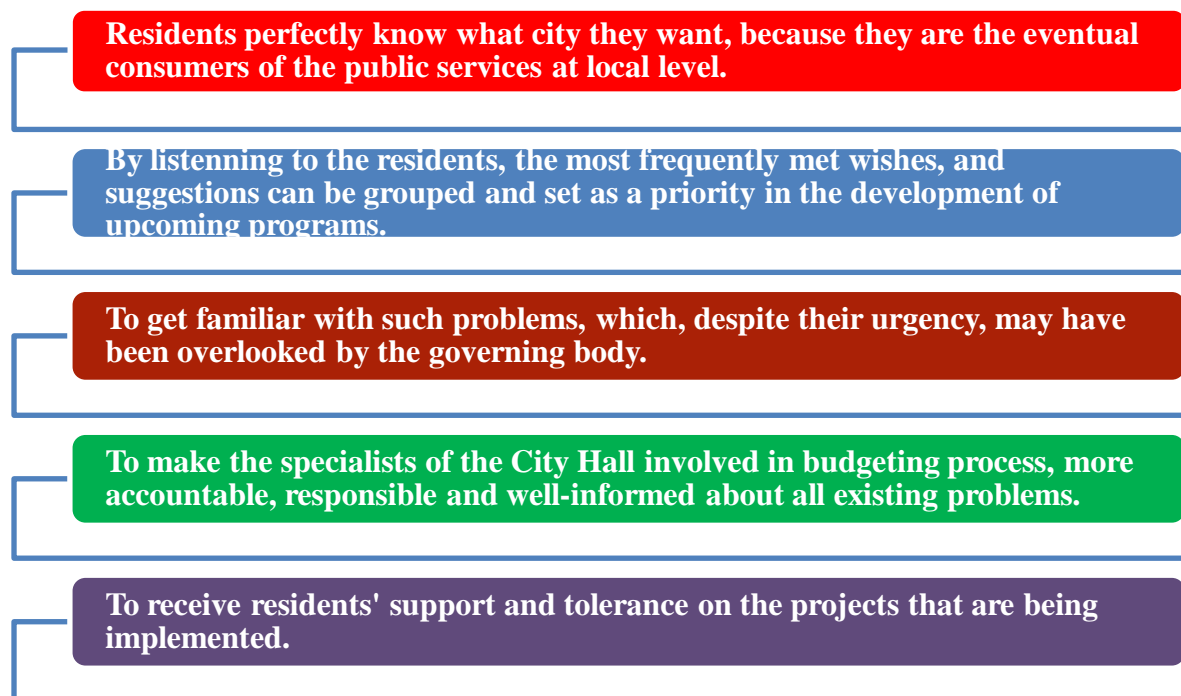 Residents perfectly know what city they want, because they are the eventual
consumers of the public services at local level.
By listenning to the residents, the most frequently met wishes, and
suggestions can be grouped and set as a priority in the development of
upcoming programs.
To get familiar with such problems, which, despite their urgency, may have
been overlooked by the governing body.
To make the specialists of the City Hall involved in budgeting process, more
accountable, responsible and well-informed about all existing problems.
To receive residents' support and tolerance on the projects that are being
implemented.